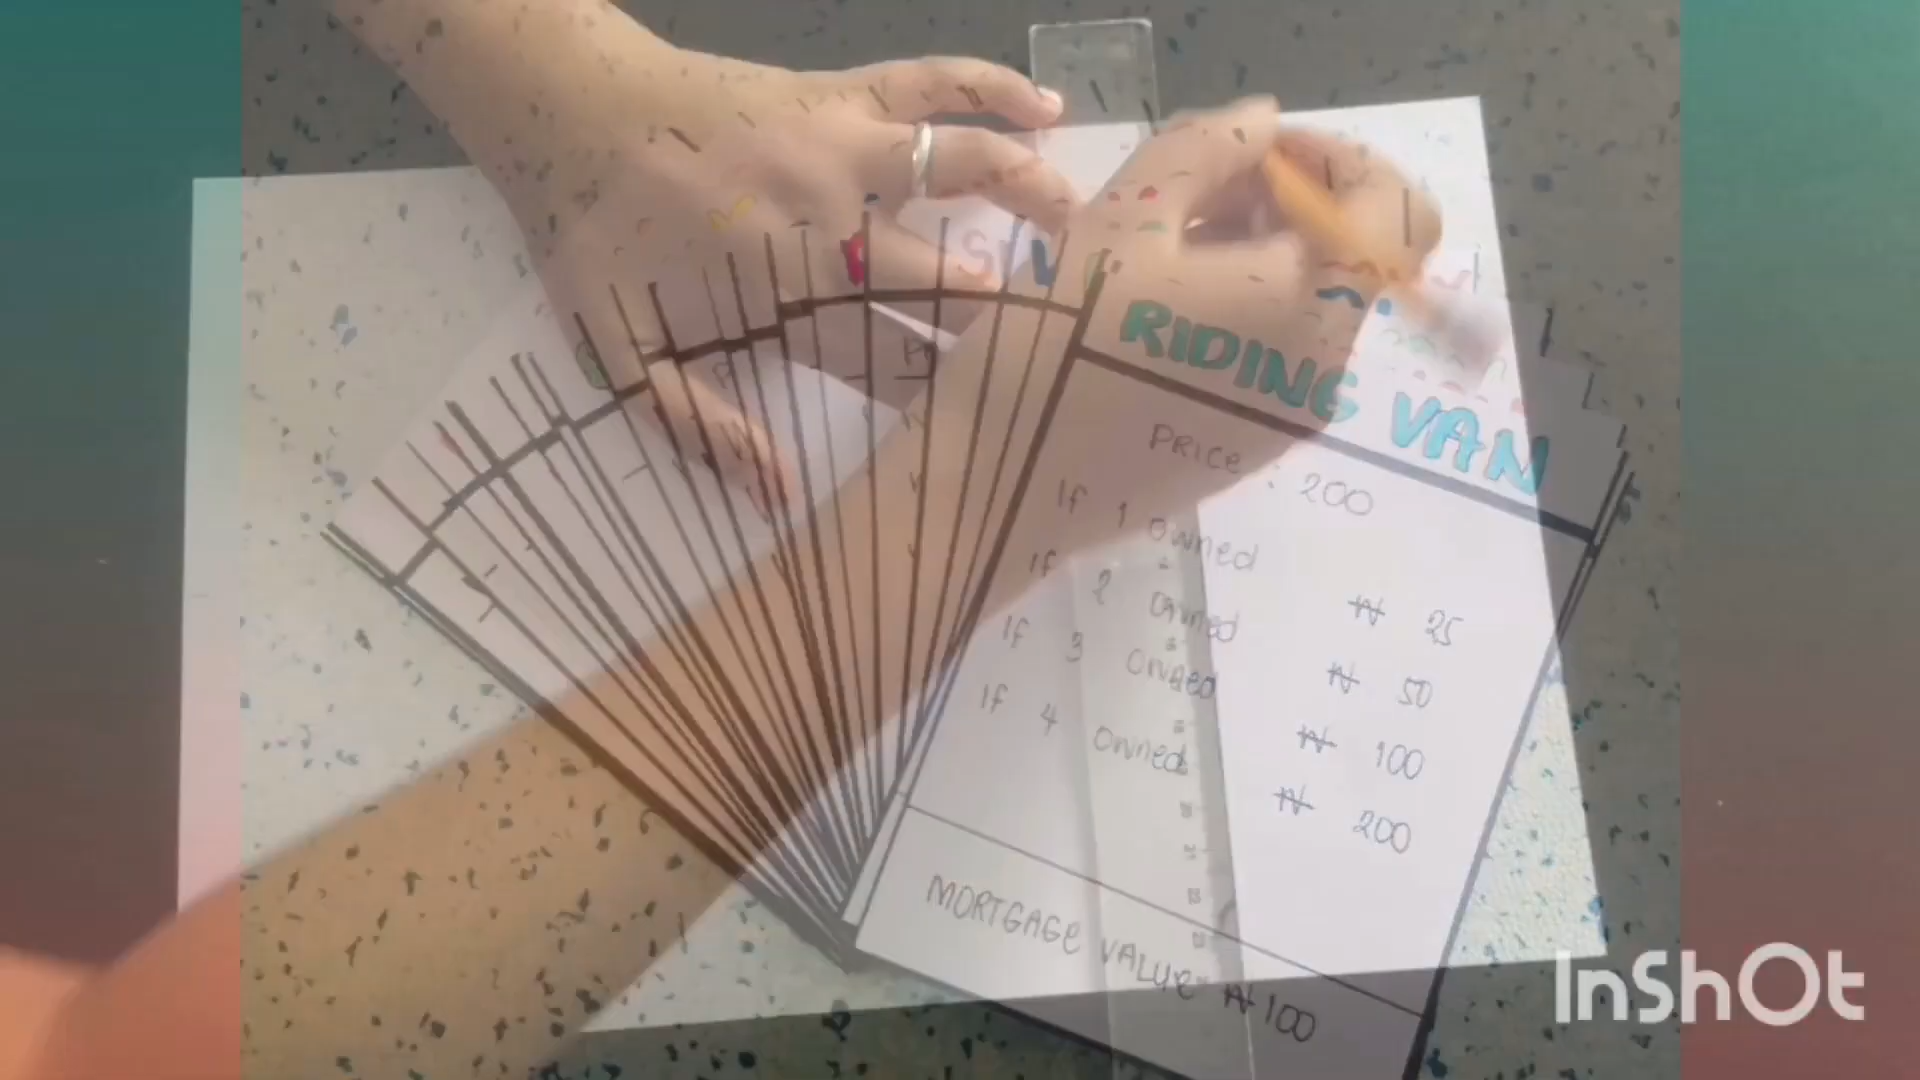 RIDING VAN
PRICE : 200
If 1 owned : ₦ 25
If 2 owned : ₦ 50
If 3 owned : ₦ 100
If 4 owned : ₦ 200
MORTGAGE VALUE ₦100
InShOt